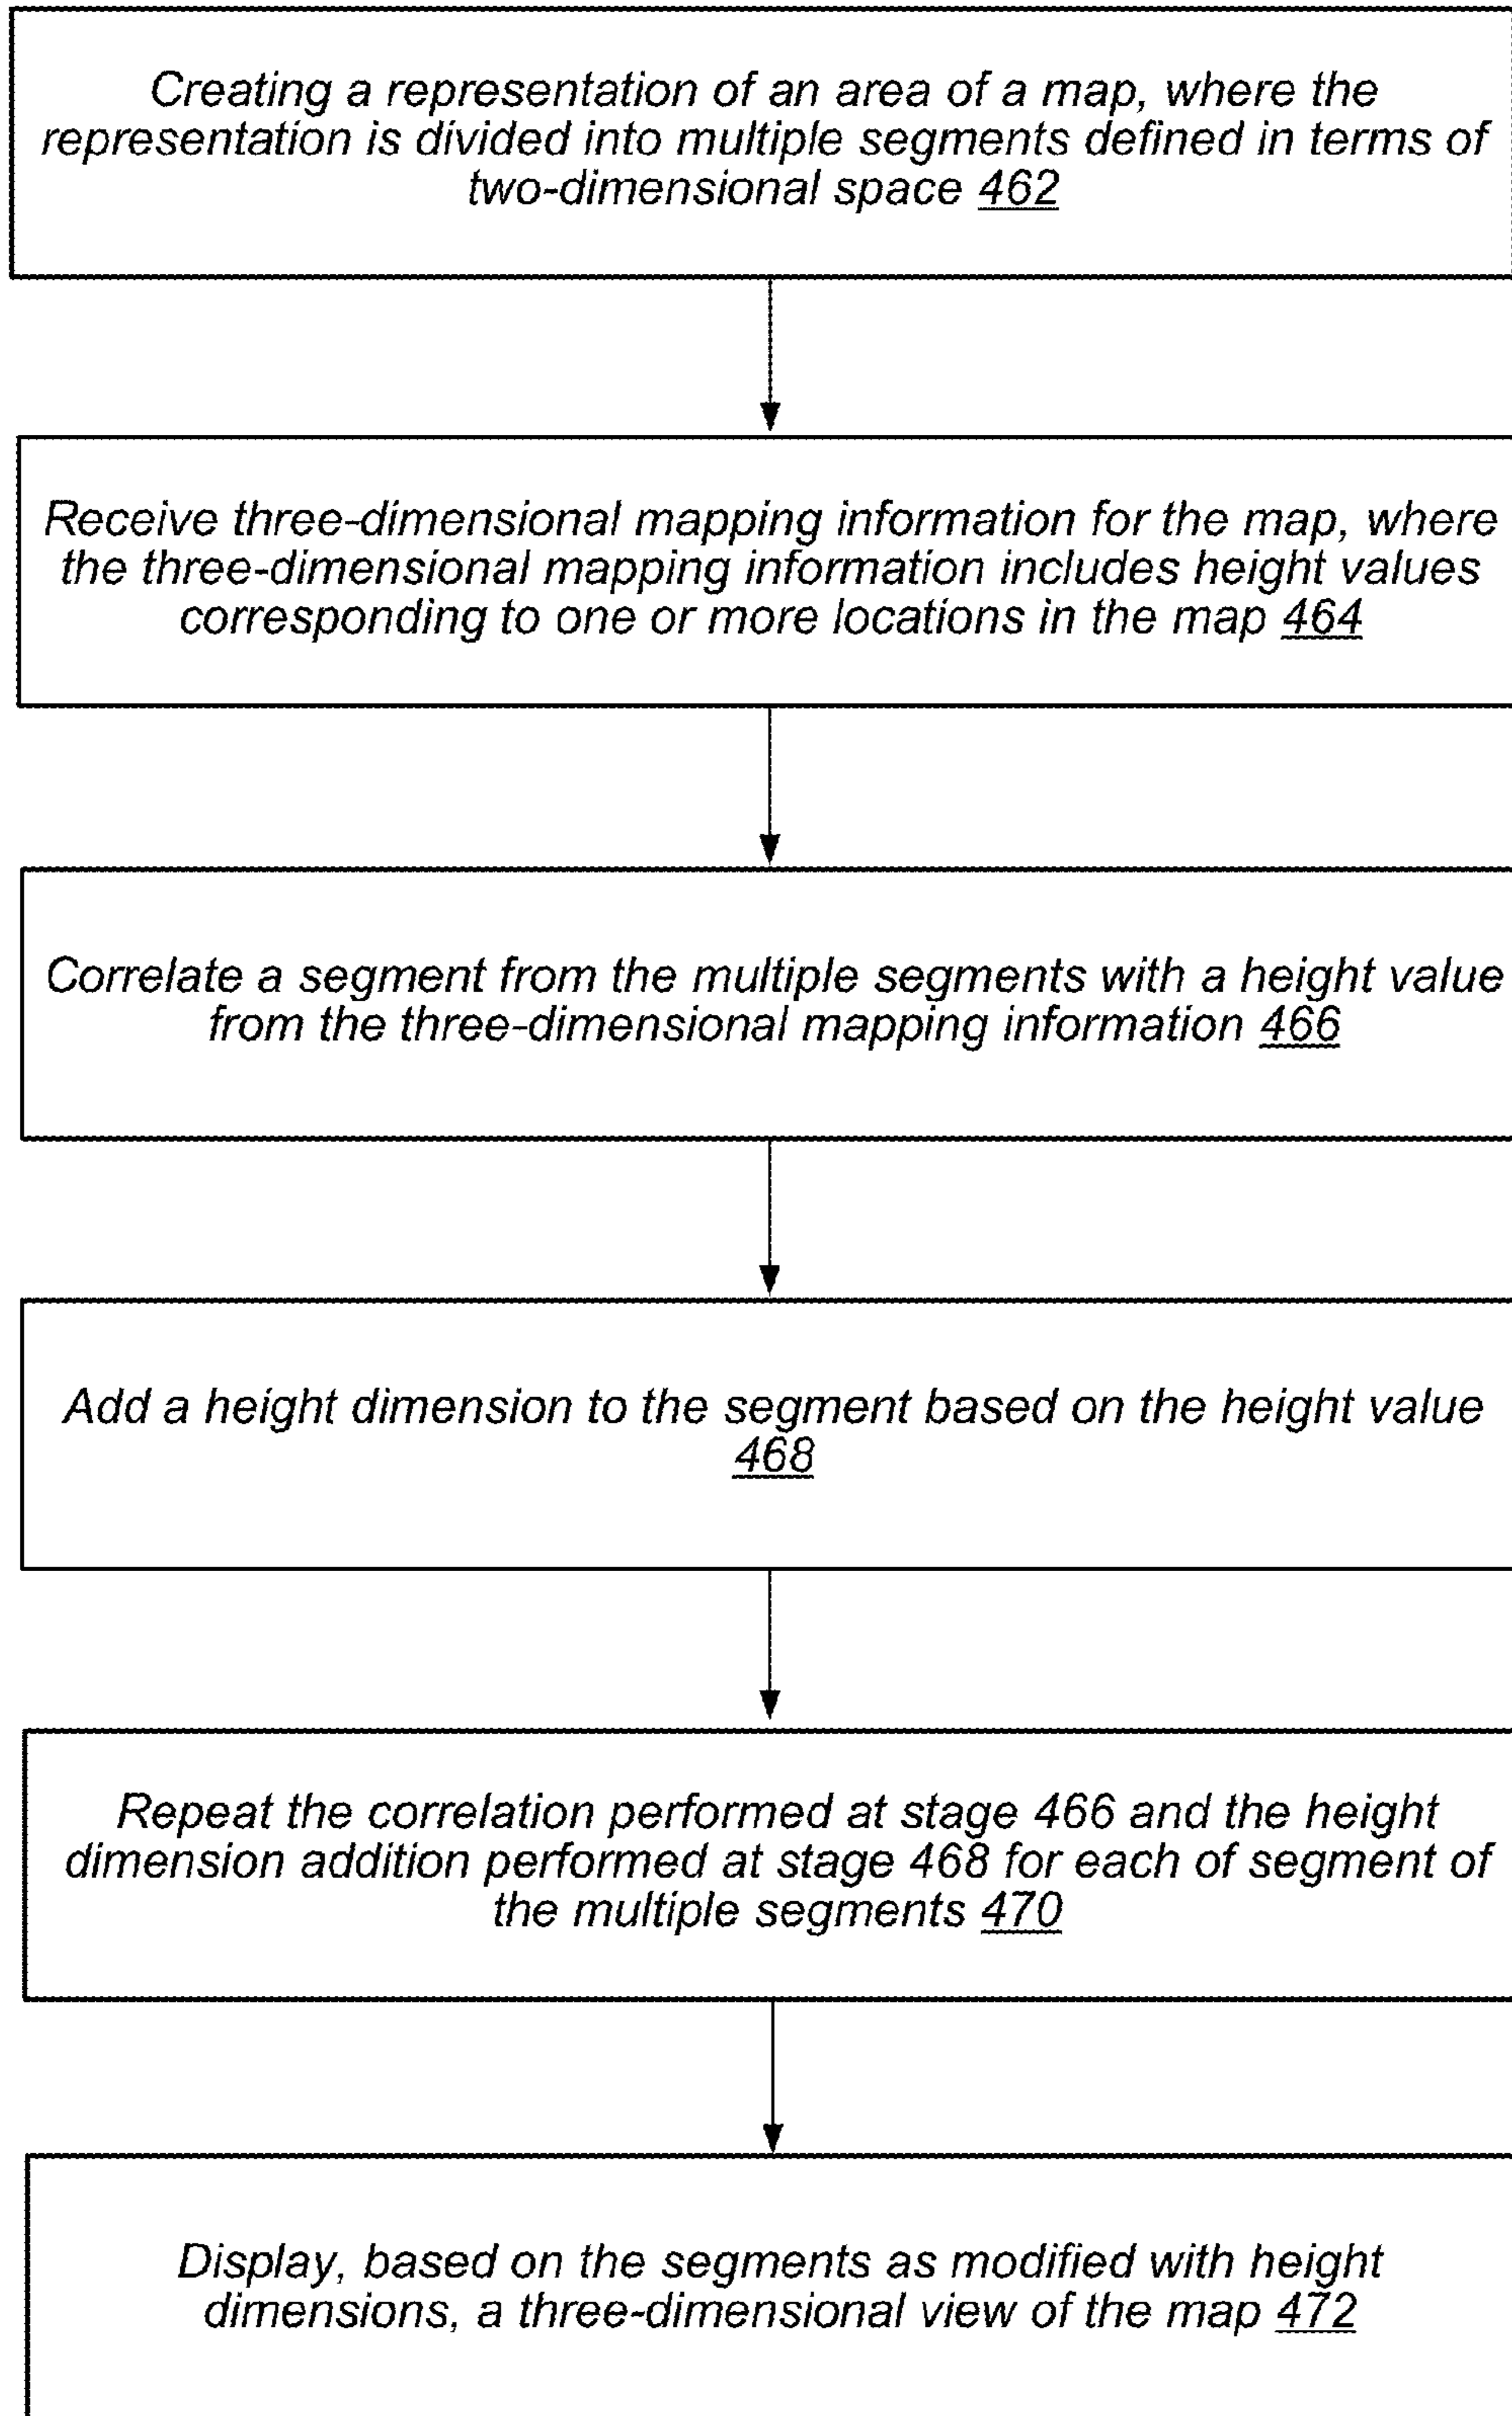 Creating a representation of an area of a map, where the
representation is divided into multiple segments defined in terms of
two-dimensional space 462
Receive three-dimensional mapping information for the map, where
the three-dimensional mapping information includes height values
corresponding to one or more locations in the map 464
Correlate a segment from the multiple segments with a height value
from the three-dimensional mapping information 466
Add a height dimension to the segment based on the height value
468
Repeat the correlation performed at stage 466 and the height
dimension addition performed at stage 468 for each of segment of
the multiple segments 470
Display, based on the segments as modified with height
dimensions, a three-dimensional view of the map 472